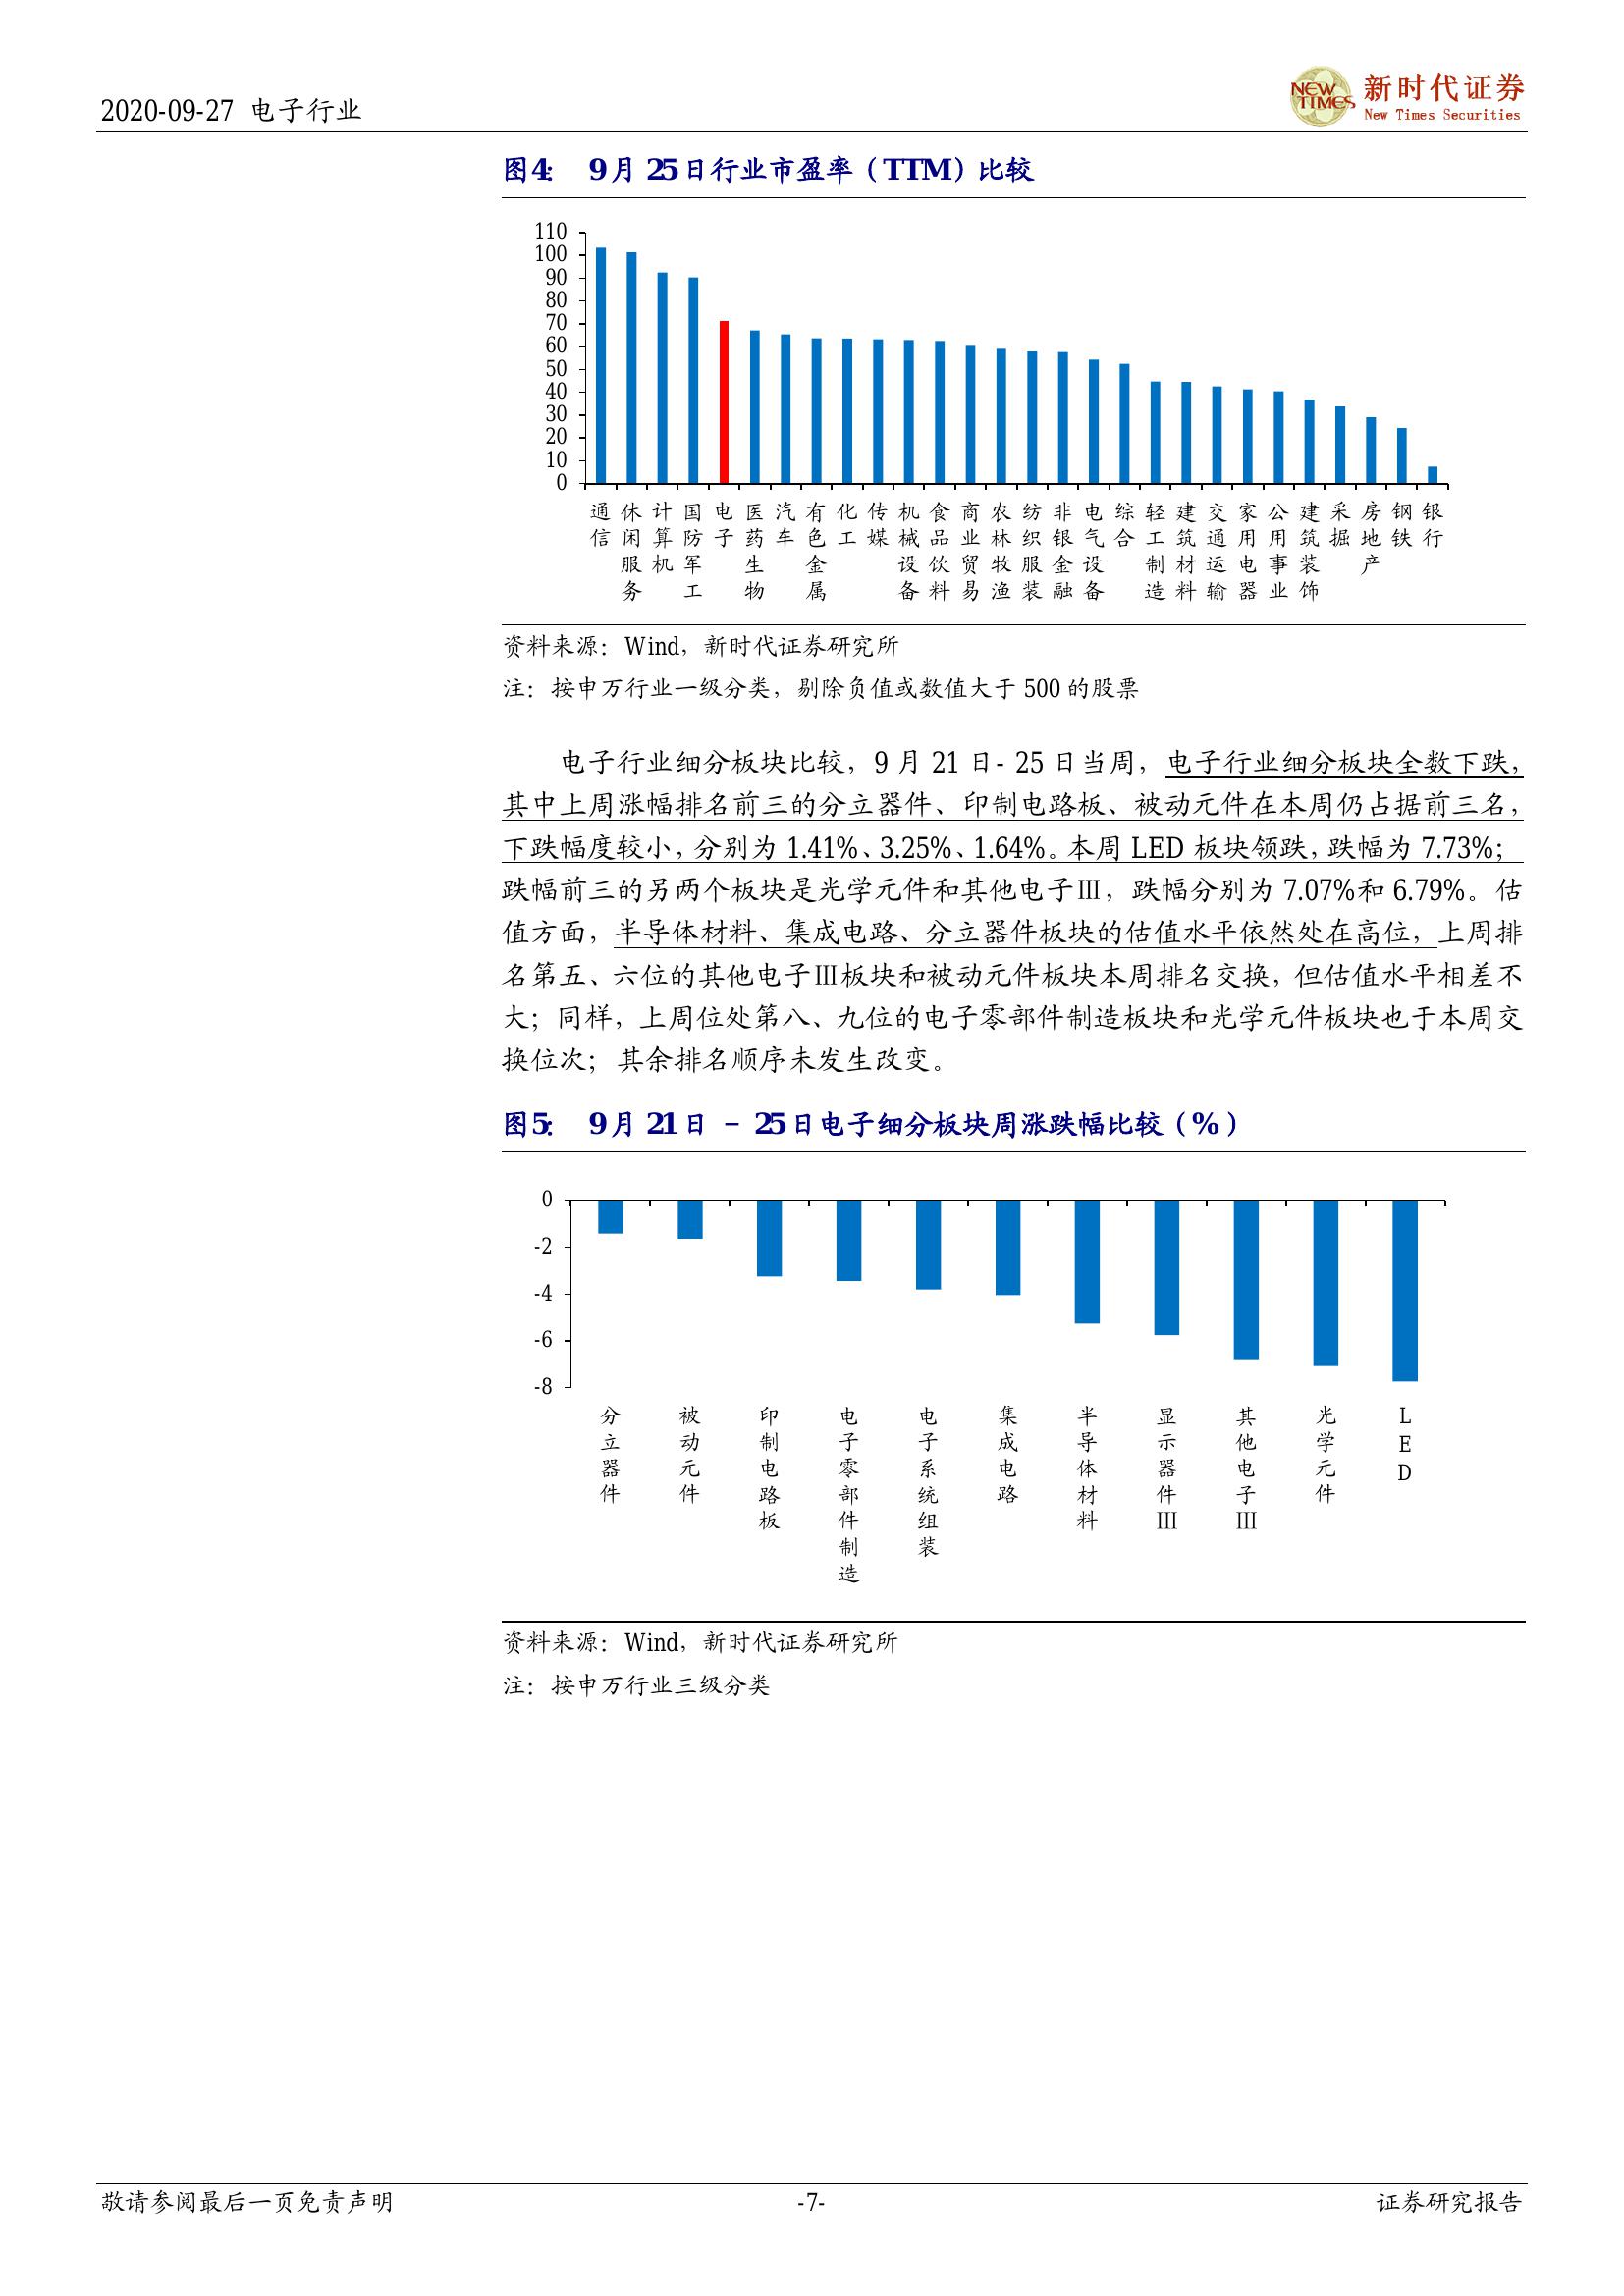 2020-09-27 电子行业
NEW TIMES
新时代证券
New Times Securities
图4: 9月25日行业市盈率（TTM）比较
110
100
90
80
70
60
50
40
30
20
10
0
通信 休闲服务 计算机 国防军工 电子 医药生物 汽车 有色金属 化工 传媒 机械设备 食品饮料 商业贸易 农林牧渔 纺织服装 非银金融 电气设备 综合 轻工制造 建筑材料 交通运输 家用电器 公用事业 建筑装饰 采掘 房地产 钢铁 银行
资料来源：Wind，新时代证券研究所
注：按申万行业一级分类，剔除负值或数值大于 500 的股票
电子行业细分板块比较，9 月 21 日- 25 日当周，电子行业细分板块全数下跌，
其中上周涨幅排名前三的分立器件、印制电路板、被动元件在本周仍占据前三名，
下跌幅度较小，分别为 1.41%、3.25%、1.64%。本周 LED 板块领跌，跌幅为 7.73%；
跌幅前三的另两个板块是光学元件和其他电子Ⅲ，跌幅分别为 7.07%和 6.79%。估
值方面，半导体材料、集成电路、分立器件板块的估值水平依然处在高位，上周排
名第五、六位的其他电子Ⅲ板块和被动元件板块本周排名交换，但估值水平相差不
大；同样，上周位处第八、九位的电子零部件制造板块和光学元件板块也于本周交
换位次；其余排名顺序未发生改变。
图5: 9月21日 – 25日电子细分板块周涨跌幅比较（%）
0
-2
-4
-6
-8
分立器件 被动元件 印制电路板 电子零部件制造 电子系统组装 集成电路 半导体材料 显示器件Ⅲ 其他电子Ⅲ 光学元件 LED
资料来源：Wind，新时代证券研究所
注：按申万行业三级分类
敬请参阅最后一页免责声明
-7-
证券研究报告